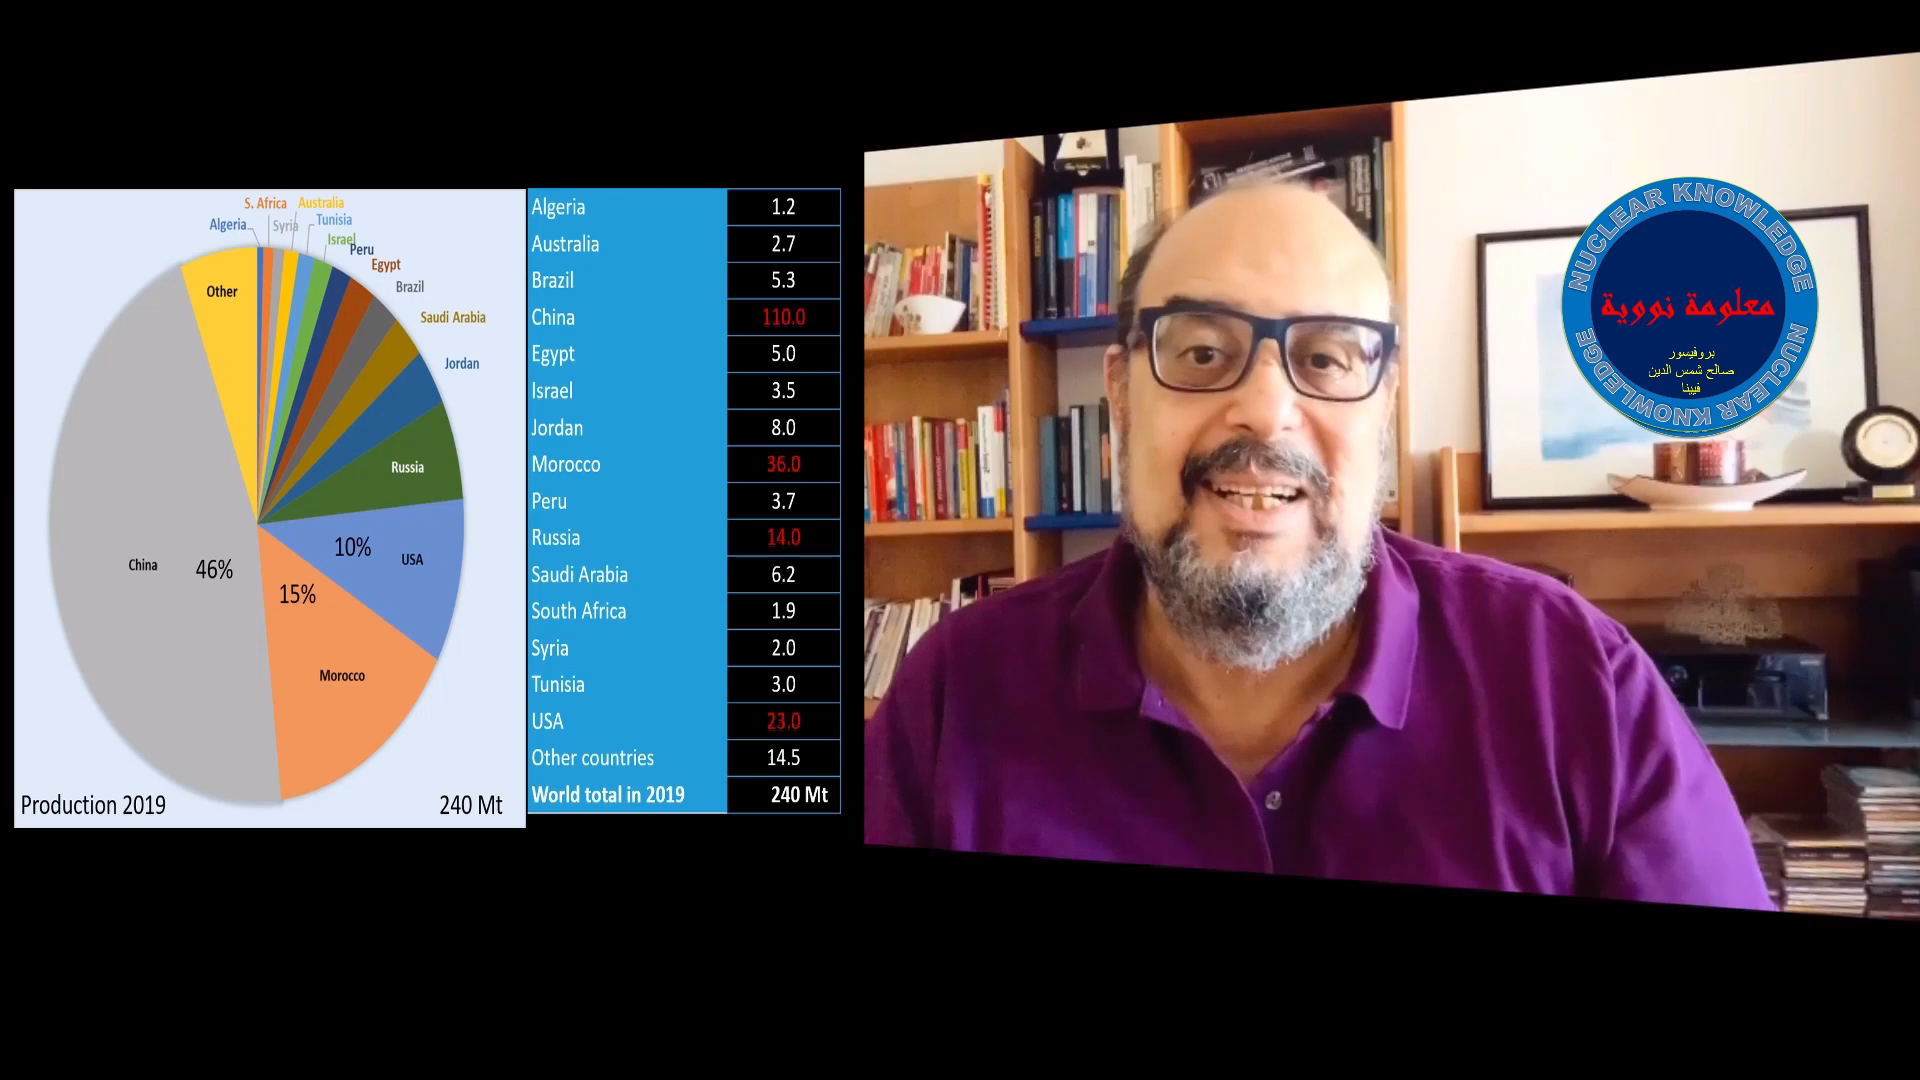 S. Africa
Australia
Algeria
Syria
Tunisia
Israel
Peru
Egypt
Other
Brazil
Saudi Arabia
Jordan
Russia
10%
USA
China
46%
15%
Morocco
Production 2019
240 Mt
Algeria 1.2
Australia 2.7
Brazil 5.3
China 110.0
Egypt 5.0
Israel 3.5
Jordan 8.0
Morocco 36.0
Peru 3.7
Russia 14.0
Saudi Arabia 6.2
South Africa 1.9
Syria 2.0
Tunisia 3.0
USA 23.0
Other countries 14.5
World total in 2019 240 Mt
NUCLEAR KNOWLEDGE
معلومة نووية
بروفيسور
صالح شمس الدين
فيينا
NUCLEAR KNOWLEDGE